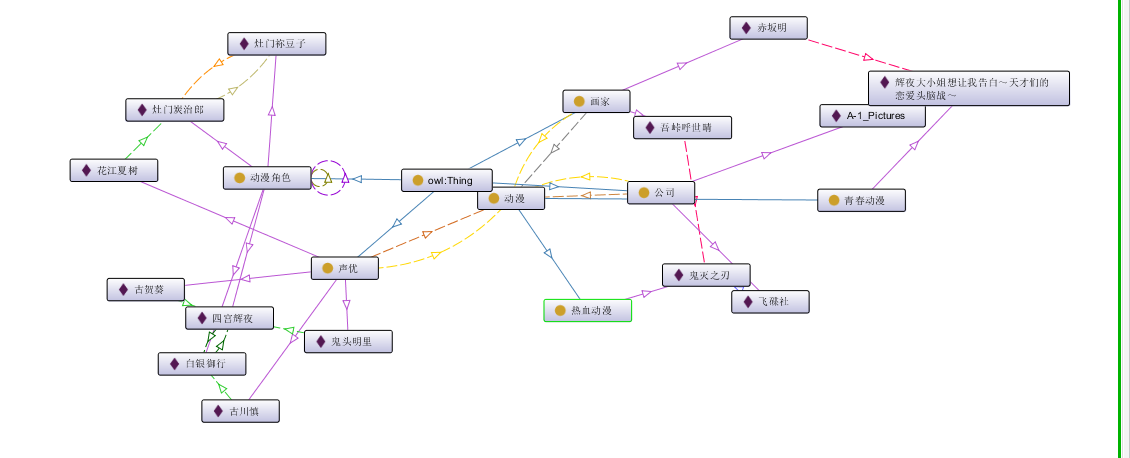 赤坂明
灶门祢豆子
辉夜大小姐想让我告白～天才们的
恋爱头脑战～
画家
灶门炭治郎
A-1_Pictures
吾峠呼世晴
花江夏树
动漫角色
owl:Thing
公司
动漫
青春动漫
声优
鬼灭之刃
古贺葵
飞碟社
热血动漫
四宫辉夜
鬼头明里
白银御行
古川慎